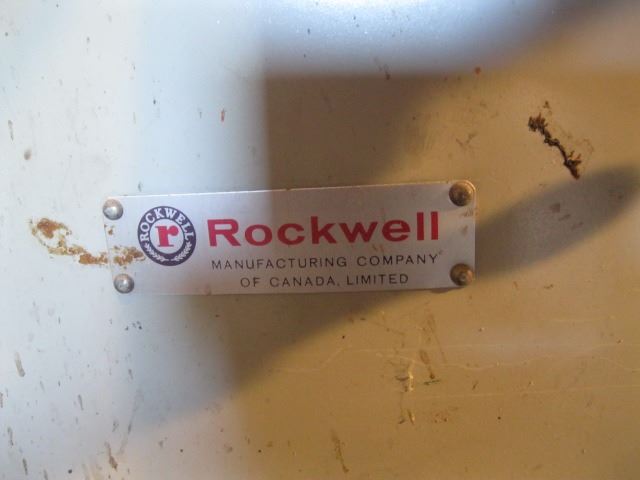 ROCKWELL
r
Rockwell
MANUFACTURING COMPANY
OF CANADA, LIMITED